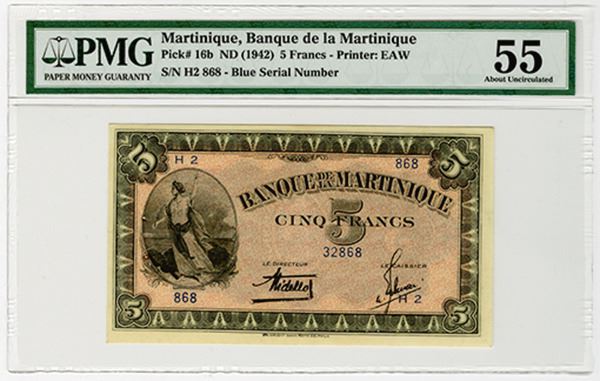 PMG
PAPER MONEY GUARANTY
Martinique, Banque de la Martinique
Pick# 16b ND (1942) 5 Francs - Printer: EAW
S/N H2 868 - Blue Serial Number
55
About Uncirculated
5
H 2
868
5
BANQUE DE LA MARTINIQUE
5
CINQ FRANCS
32868
LE DIRECTEUR
LE CAISSIER
868
H 2
5
5